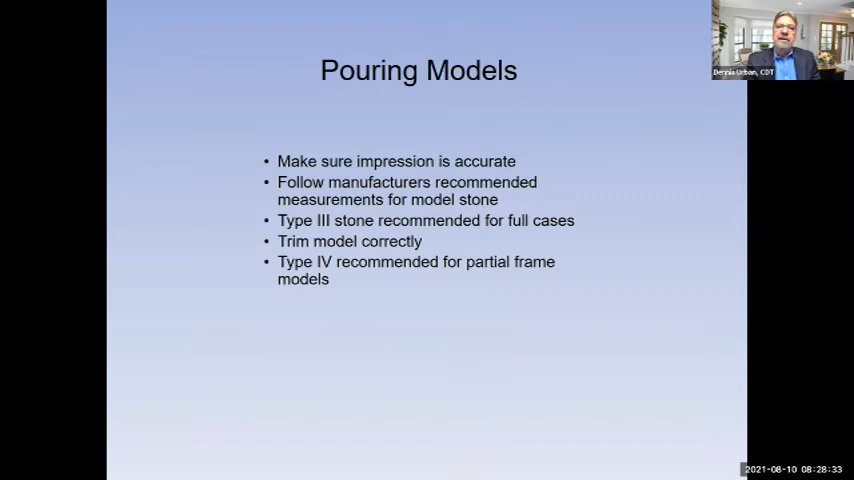 Dennis Urban, CDT
Pouring Models
• Make sure impression is accurate
• Follow manufacturers recommended
measurements for model stone
• Type III stone recommended for full cases
• Trim model correctly
• Type IV recommended for partial frame
models
2021-08-10 08:28:33